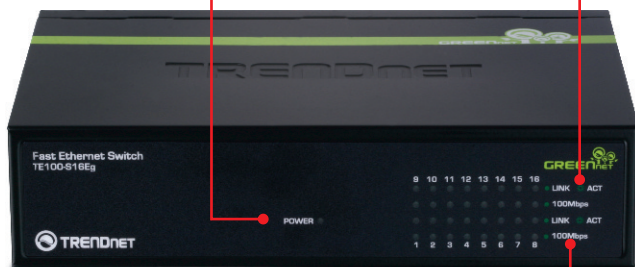 GREENnet
TRENDNET
Fast Ethernet Switch
TE100-S16Eg
GREENnet
9 10 11 12 13 14 15 16
LINK ACT
100Mbps
POWER
LINK ACT
100Mbps
1 2 3 4 5 6 7 8
TRENDNET